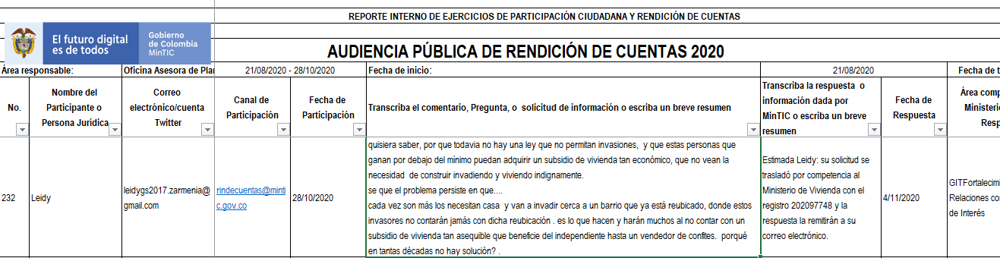 REPORTE INTERNO DE EJERCICIOS DE PARTICIPACIÓN CIUDADANA Y RENDICIÓN DE CUENTAS
El futuro digital
es de todos
Gobierno
de Colombia
MinTIC
AUDIENCIA PÚBLICA DE RENDICIÓN DE CUENTAS 2020
Área responsable:
Oficina Asesora de Plan
21/08/2020 - 28/10/2020
Fecha de inicio:
21/08/2020
Fecha de t
No.
Nombre del
Participante o
Persona Juridica
Correo
electrónico/cuenta
Twitter
Canal de
Participación
Fecha de
Participación
Transcriba el comentario, Pregunta, o solicitud de información o escriba un breve resumen
Transcriba la respuesta o
información dada por
MinTIC o escriba un breve
resumen
Fecha de
Respuesta
Área comp
Ministerio
Resp
232
Leidy
leidygs2017.zarmenia@
gmail.com
rindecuentas@minti
c.gov.co
28/10/2020
quisiera saber, por que todavia no hay una ley que no permitan invasiones, y que estas personas que
ganan por debajo del mínimo puedan adquirir un subsidio de vivienda tan económico, que no vean la
necesidad de construir invadiendo y viviendo indignamente.
se que el problema persiste en que....
cada vez son más los necesitan casa y van a invadir cerca a un barrio que ya está reubicado, donde estos
invasores no contarán jamás con dicha reubicación . es lo que hacen y harán muchos al no contar con un
subsidio de vivienda tan asequible que beneficie del independiente hasta un vendedor de confites. porqué
en tantas décadas no hay solución? .
Estimada Leidy: su solicitud se
trasladó por competencia al
Ministerio de Vivienda con el
registro 202097748 y la
respuesta la remitirán a su
correo electrónico.
4/11/2020
GITFortalecimi
Relaciones co
de Interés